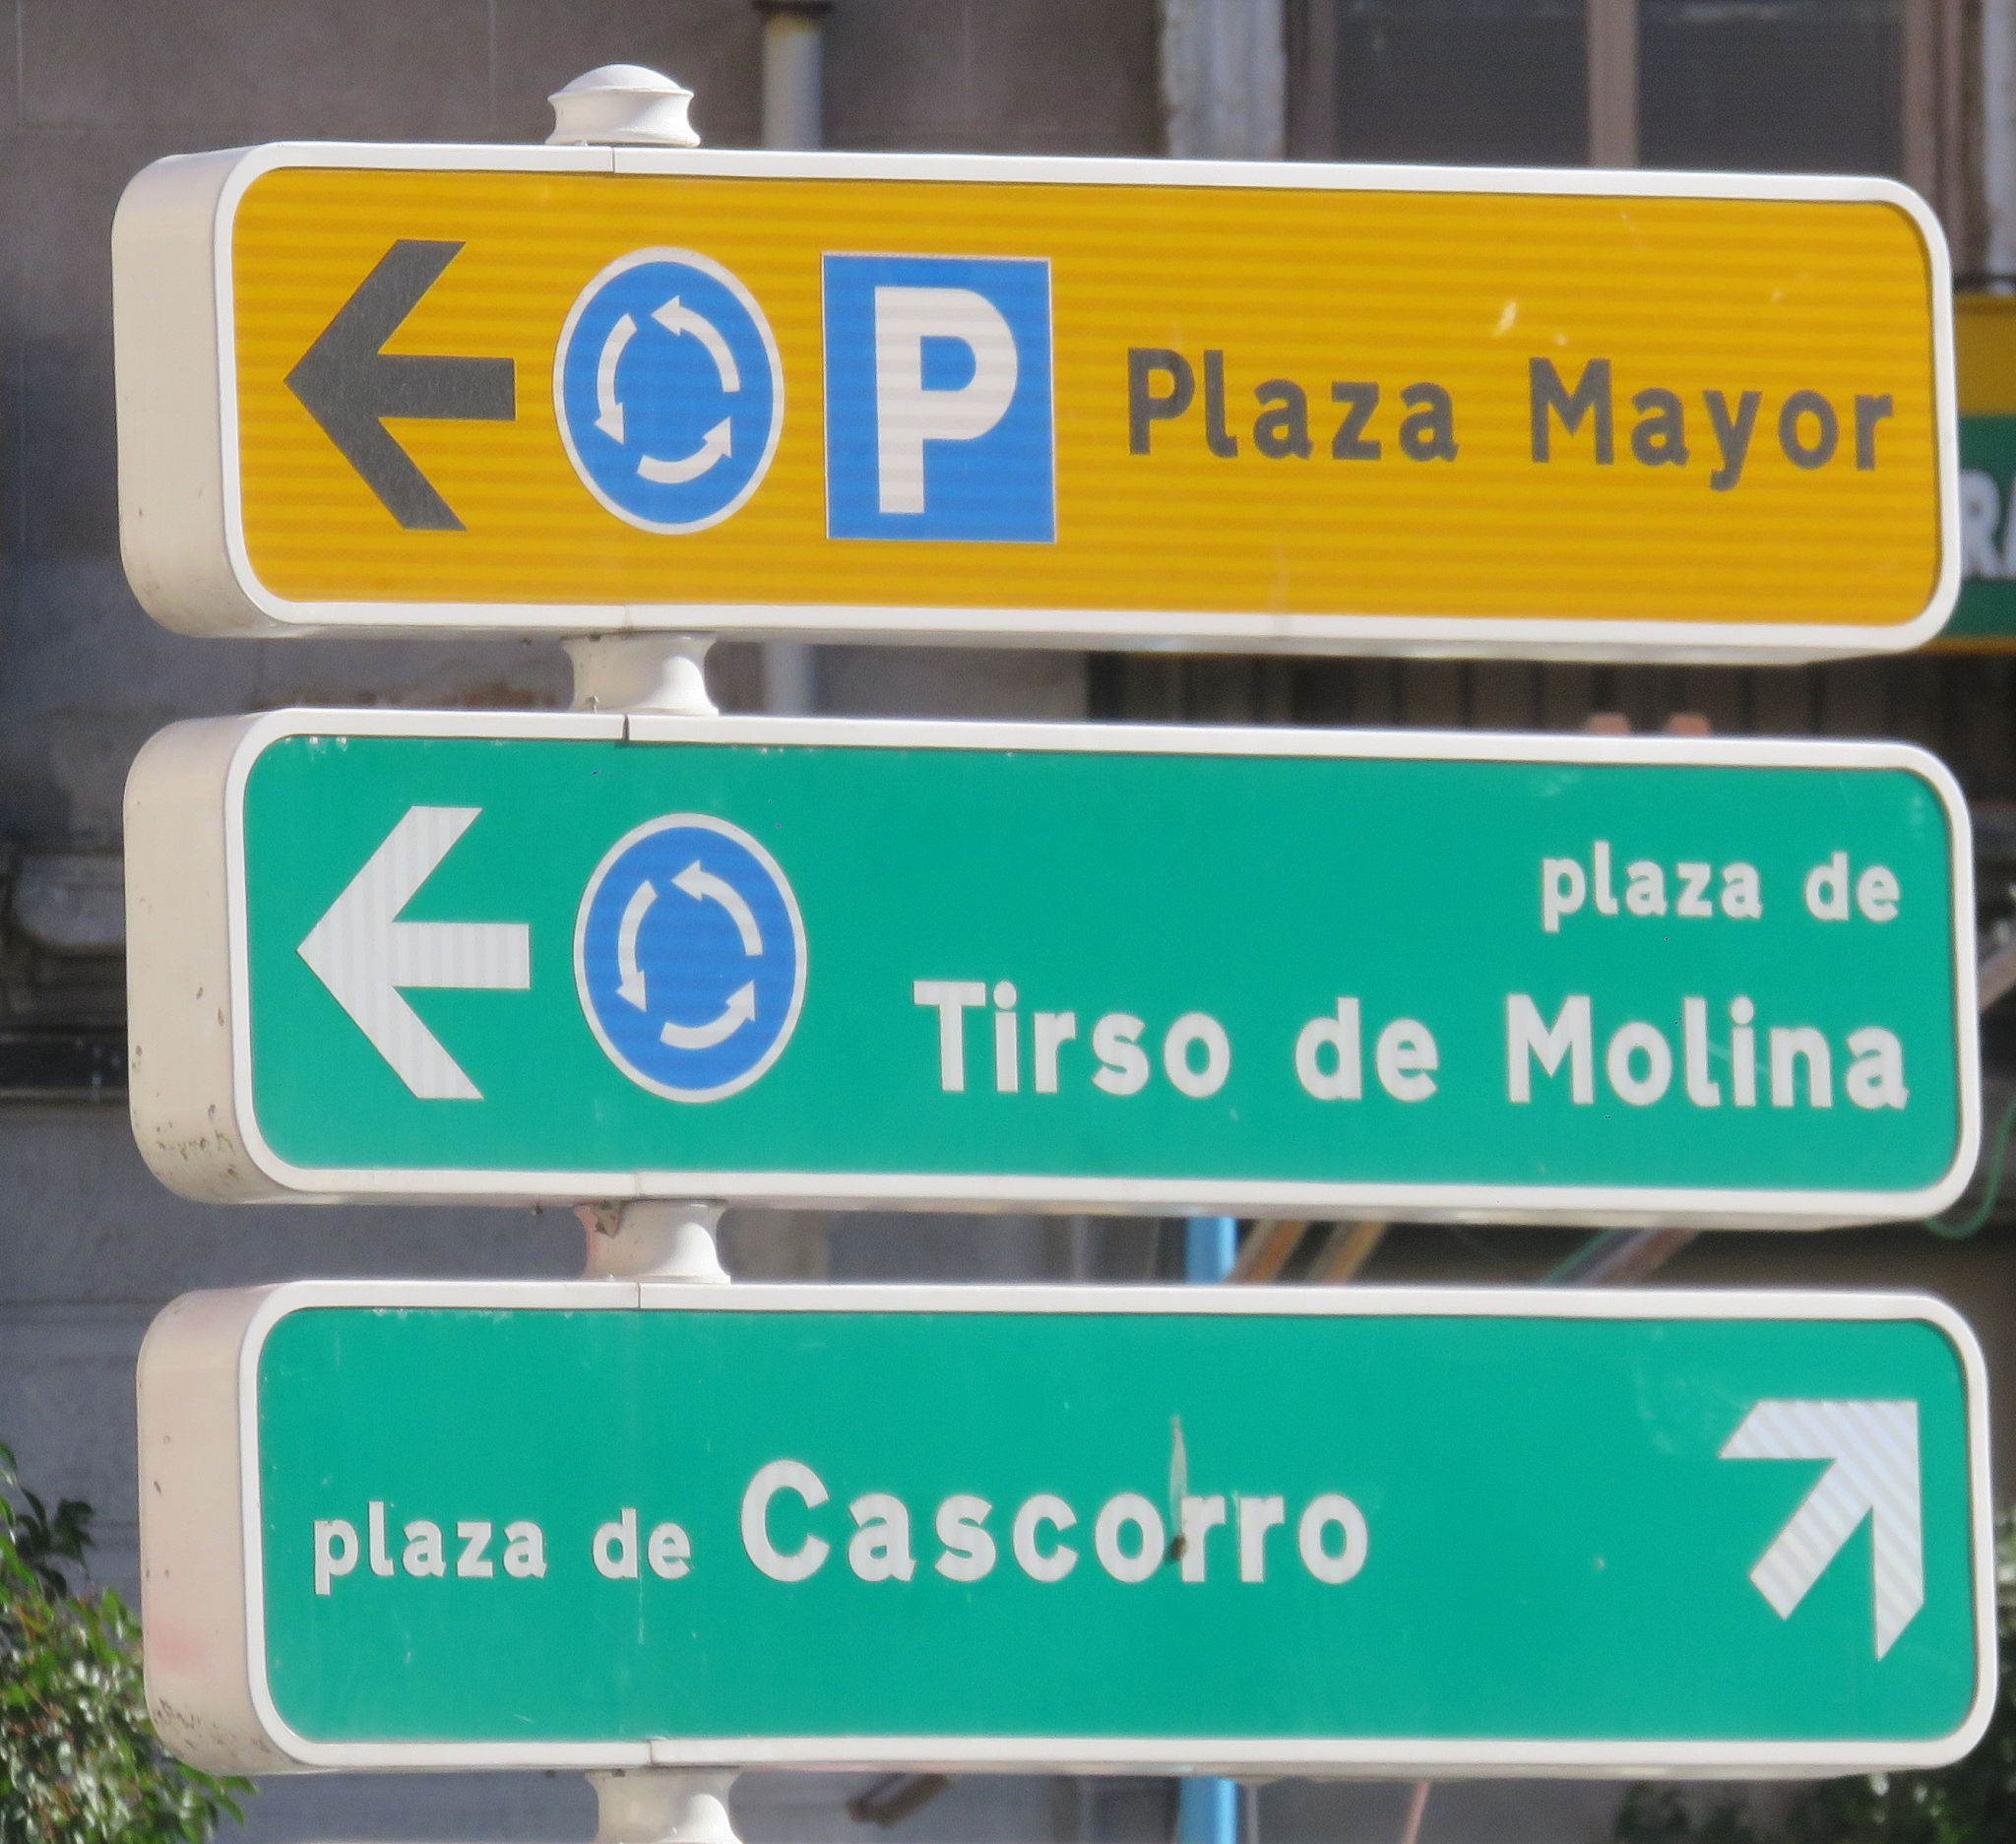 P Plaza Mayor
plaza de
Tirso de Molina
plaza de Cascorro